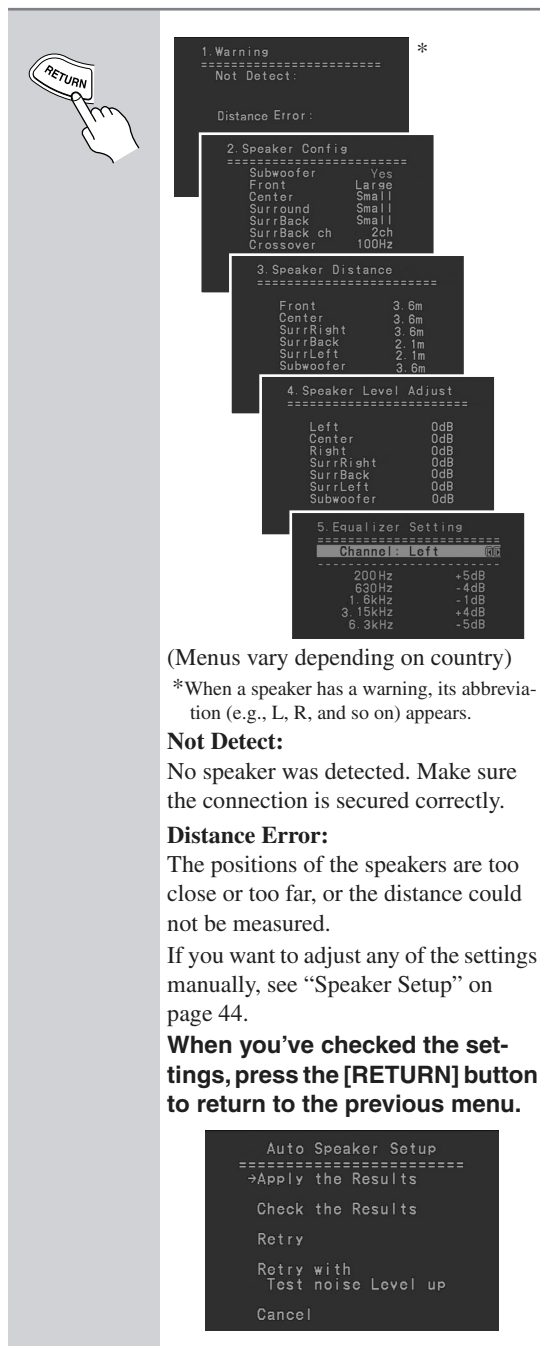 RETURN
1.Warning
========================
Not Detect:
Distance Error:
*
2.Speaker Config
========================
Subwoofer Yes
Front Large
Center Small
Surround Small
SurrBack Small
SurrBack ch 2ch
Crossover 100Hz
3.Speaker Distance
========================
Front 3.6m
Center 3.6m
SurrRight 3.6m
SurrBack 2.1m
SurrLeft 2.1m
Subwoofer 3.6m
4.Speaker Level Adjust
========================
Left 0dB
Center 0dB
Right 0dB
SurrRight 0dB
SurrBack 0dB
SurrLeft 0dB
Subwoofer 0dB
5.Equalizer Setting
========================
Channel: Left
------------------------
200Hz +5dB
630Hz -4dB
1.6kHz -1dB
3.15kHz +4dB
6.3kHz -5dB
(Menus vary depending on country)
*When a speaker has a warning, its abbrevia-
tion (e.g., L, R, and so on) appears.
Not Detect:
No speaker was detected. Make sure
the connection is secured correctly.
Distance Error:
The positions of the speakers are too
close or too far, or the distance could
not be measured.
If you want to adjust any of the settings
manually, see “Speaker Setup” on
page 44.
When you’ve checked the set-
tings, press the [RETURN] button
to return to the previous menu.
Auto Speaker Setup
========================
→Apply the Results
Check the Results
Retry
Retry with
Test noise Level up
Cancel